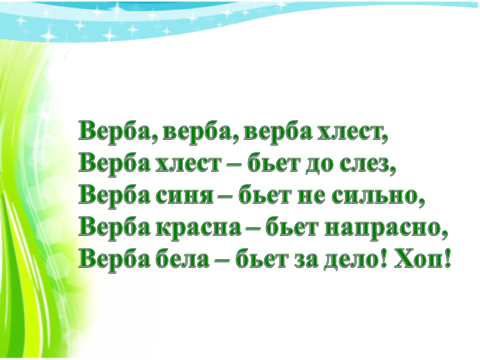 Верба, верба, верба хлест,
Верба хлест – бьет до слез,
Верба синя – бьет не сильно,
Верба красна – бьет напрасно,
Верба бела – бьет за дело! Хоп!